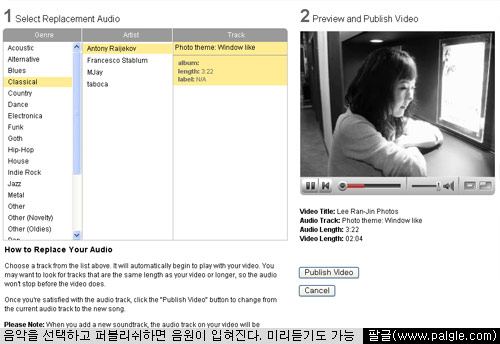 1 Select Replacement Audio
Genre
Artist
Track
Acoustic
Alternative
Blues
Classical
Country
Dance
Electronica
Funk
Goth
Hip-Hop
House
Indie Rock
Jazz
Metal
Other
Other (Novelty)
Other (Oldies)
Antony Raijekov
Francesco Stablum
MJay
taboca
Photo theme: Window like
album:
length: 3:22
label: N/A
How to Replace Your Audio
Choose a track from the list above. It will automatically begin to play with your video. You
may want to look for tracks that are the same length as your video or longer, so the audio
won't stop before the video does.
Once you're satisfied with the audio track, click the "Publish Video" button to change from
the current audio track to the new song.
Please Note: When you add a new soundtrack, the audio track on your video will be
2 Preview and Publish Video
Video Title: Lee Ran-Jin Photos
Audio Track: Photo theme: Window like
Audio Length: 3:22
Video Length: 02:04
Publish Video
Cancel
음악을 선택하고 퍼블리쉬하면 음원이 입혀진다. 미리듣기도 가능
팔글(www.palgle.com)